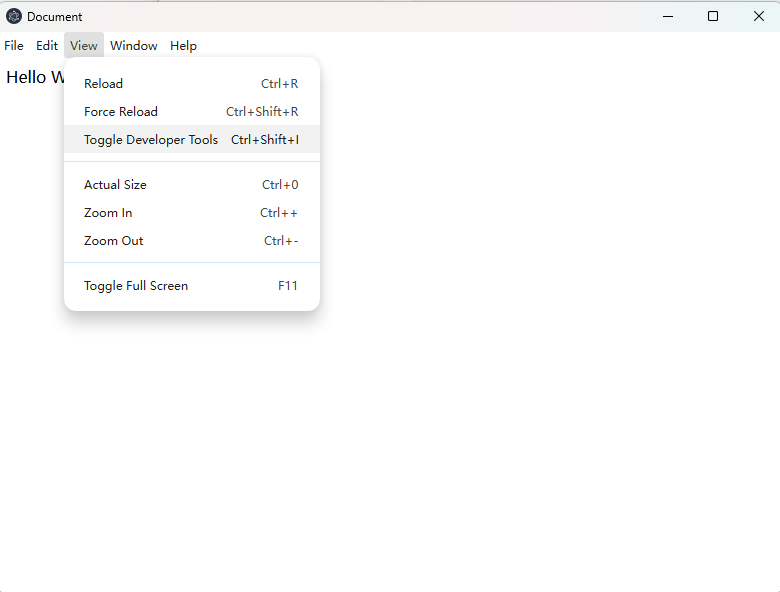 Document
File Edit View Window Help
Hello W
Reload Ctrl+R
Force Reload Ctrl+Shift+R
Toggle Developer Tools Ctrl+Shift+I
Actual Size Ctrl+0
Zoom In Ctrl++
Zoom Out Ctrl+-
Toggle Full Screen F11